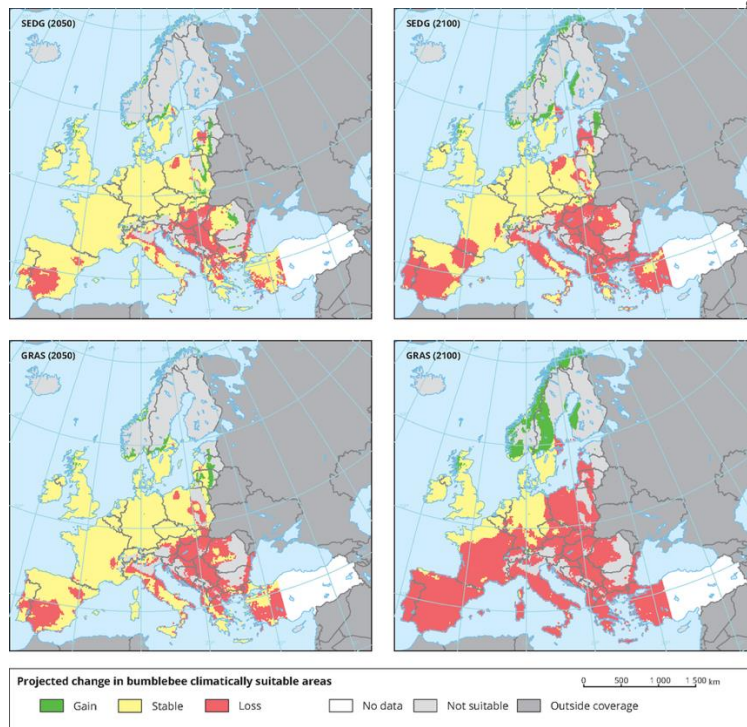 SEDG (2050)
SEDG (2100)
GRAS (2050)
GRAS (2100)
Projected change in bumblebee climatically suitable areas
0 500 1 000 1 500 km
Gain Stable Loss No data Not suitable Outside coverage